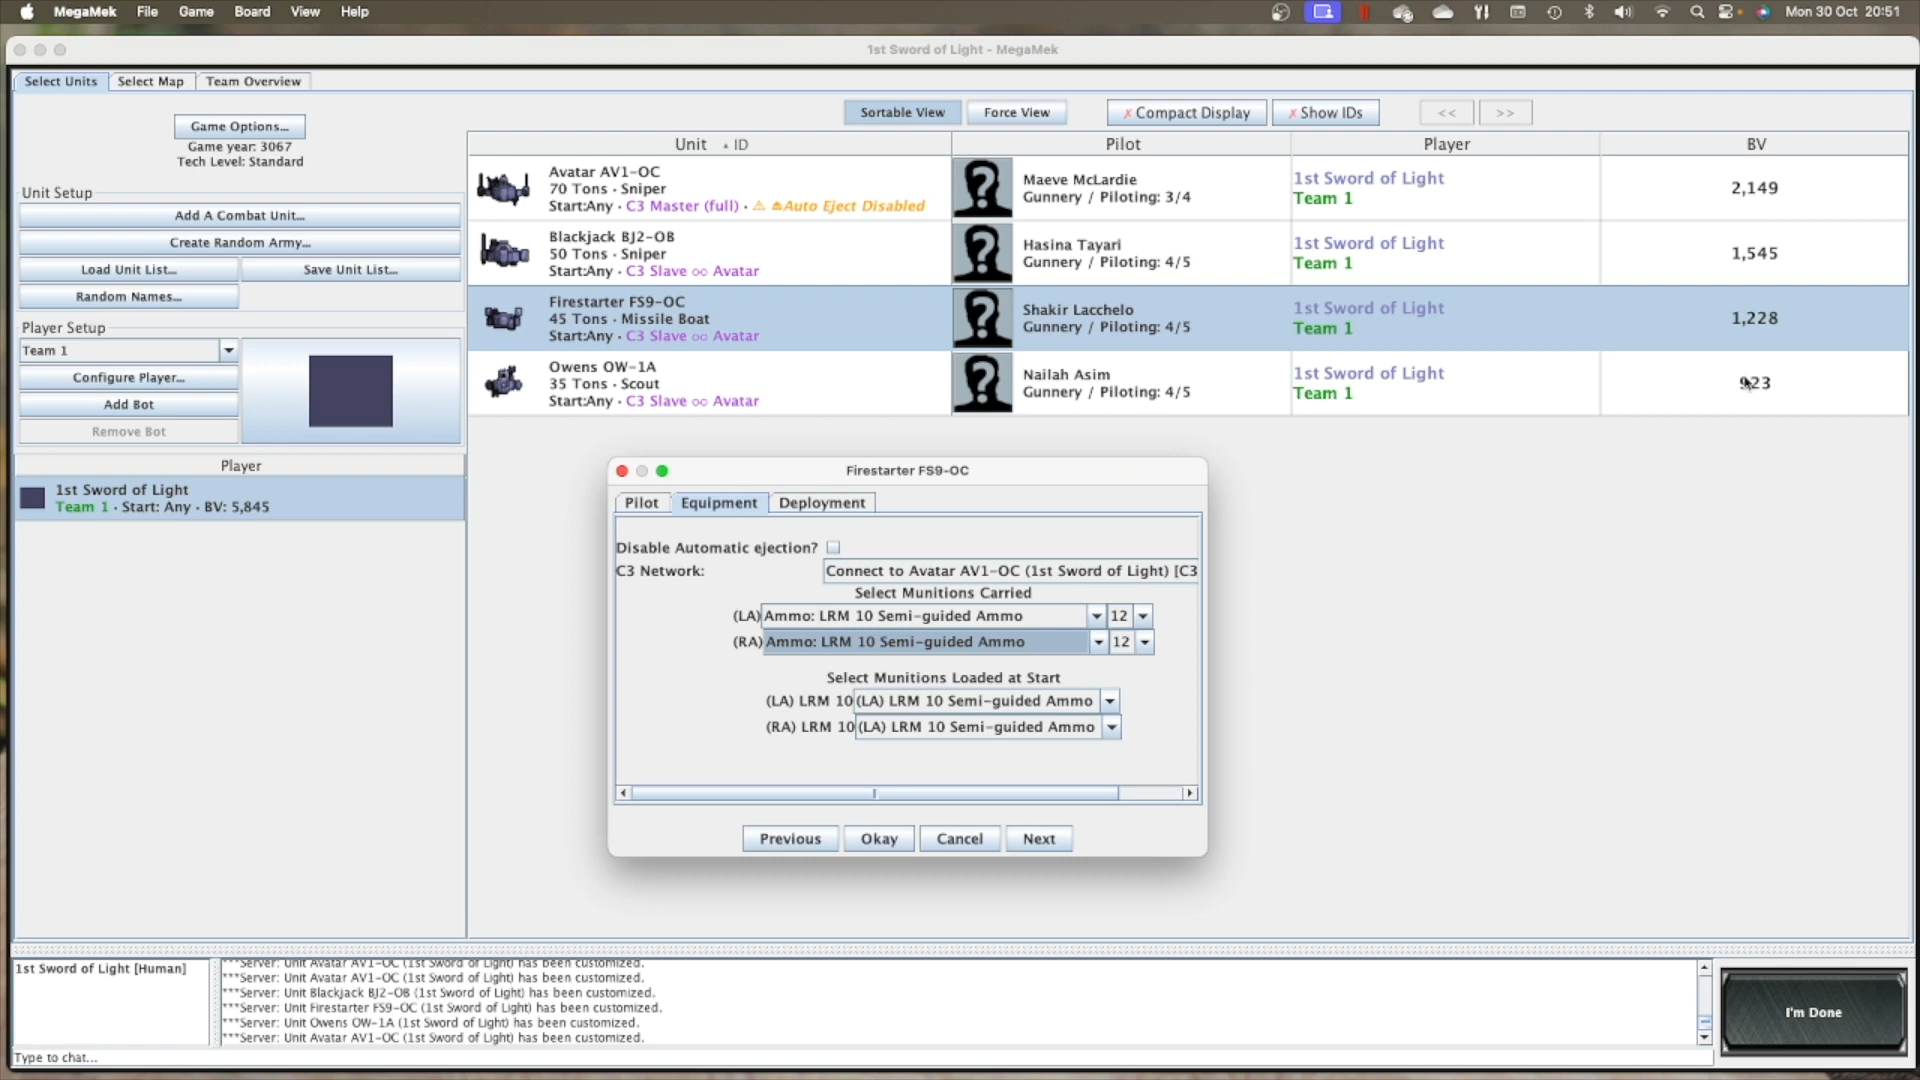 MegaMek File Game Board View Help Mon 30 Oct 20:51
1st Sword of Light - MegaMek
Select Units Select Map Team Overview
Game Options...
Game year: 3067
Tech Level: Standard
Unit Setup
Add A Combat Unit...
Create Random Army...
Load Unit List... Save Unit List...
Random Names...
Player Setup
Team 1
Configure Player...
Add Bot
Remove Bot
Player
1st Sword of Light
Team 1 · Start: Any · BV: 5,845
Sortable View Force View ✗ Compact Display ✗ Show IDs << >>
Unit ▴ ID Pilot Player BV
Avatar AV1-OC
70 Tons · Sniper
Start:Any · C3 Master (full) · ⚠ ⏏Auto Eject Disabled
Maeve McLardie
Gunnery / Piloting: 3/4
1st Sword of Light
Team 1
2,149
Blackjack BJ2-OB
50 Tons · Sniper
Start:Any · C3 Slave ∞ Avatar
Hasina Tayari
Gunnery / Piloting: 4/5
1st Sword of Light
Team 1
1,545
Firestarter FS9-OC
45 Tons · Missile Boat
Start:Any · C3 Slave ∞ Avatar
Shakir Lacchelo
Gunnery / Piloting: 4/5
1st Sword of Light
Team 1
1,228
Owens OW-1A
35 Tons · Scout
Start:Any · C3 Slave ∞ Avatar
Nailah Asim
Gunnery / Piloting: 4/5
1st Sword of Light
Team 1
923
Firestarter FS9-OC
Pilot Equipment Deployment
Disable Automatic ejection?
C3 Network: Connect to Avatar AV1-OC (1st Sword of Light) [C3
Select Munitions Carried
(LA) Ammo: LRM 10 Semi-guided Ammo 12
(RA) Ammo: LRM 10 Semi-guided Ammo 12
Select Munitions Loaded at Start
(LA) LRM 10 (LA) LRM 10 Semi-guided Ammo
(RA) LRM 10 (LA) LRM 10 Semi-guided Ammo
Previous Okay Cancel Next
1st Sword of Light [Human]
***Server: Unit Avatar AV1-OC (1st Sword of Light) has been customized.
***Server: Unit Avatar AV1-OC (1st Sword of Light) has been customized.
***Server: Unit Blackjack BJ2-OB (1st Sword of Light) has been customized.
***Server: Unit Firestarter FS9-OC (1st Sword of Light) has been customized.
***Server: Unit Owens OW-1A (1st Sword of Light) has been customized.
***Server: Unit Avatar AV1-OC (1st Sword of Light) has been customized.
Type to chat...
I'm Done